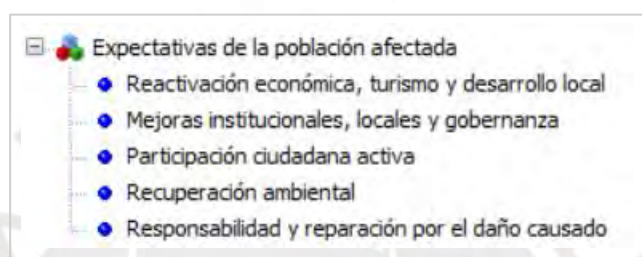 Expectativas de la población afectada
Reactivación económica, turismo y desarrollo local
Mejoras institucionales, locales y gobernanza
Participación ciudadana activa
Recuperación ambiental
Responsabilidad y reparación por el daño causado